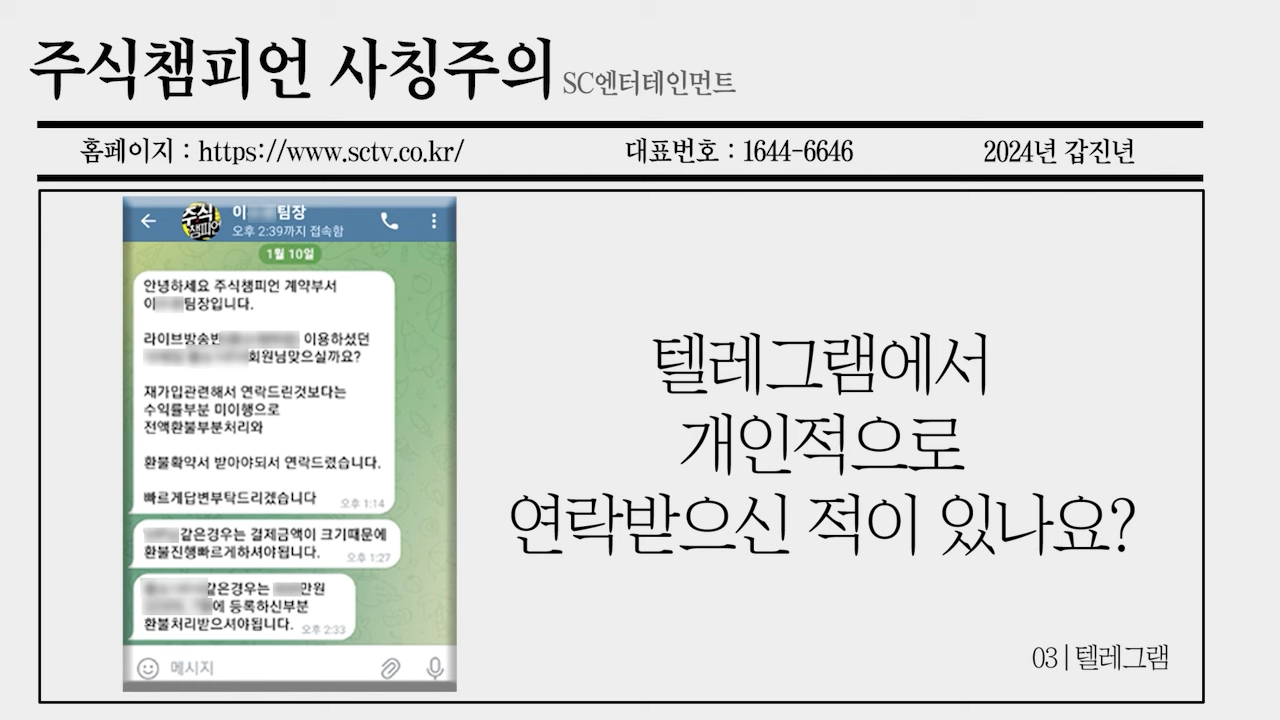 주식챔피언 사칭주의 SC엔터테인먼트
홈페이지 : https://www.sctv.co.kr/ 대표번호 : 1644-6646 2024년 갑진년
주식
챔피언
이 팀장
오후 2:39까지 접속함
1월 10일
안녕하세요 주식챔피언 계약부서
이 팀장입니다.
라이브방송반 이용하셨던
회원님맞으실까요?
재가입관련해서 연락드린것보다는
수익률부분 미이행으로
전액환불부분처리와
환불확약서 받아야되서 연락드렸습니다.
빠르게답변부탁드리겠습니다
오후 1:14
같은경우는 결제금액이 크기때문에
환불진행빠르게하셔야됩니다.
오후 1:27
같은경우는 만원
에 등록하신부분
환불처리받으셔야됩니다.
오후 2:33
메시지
텔레그램에서
개인적으로
연락받으신 적이 있나요?
03 | 텔레그램